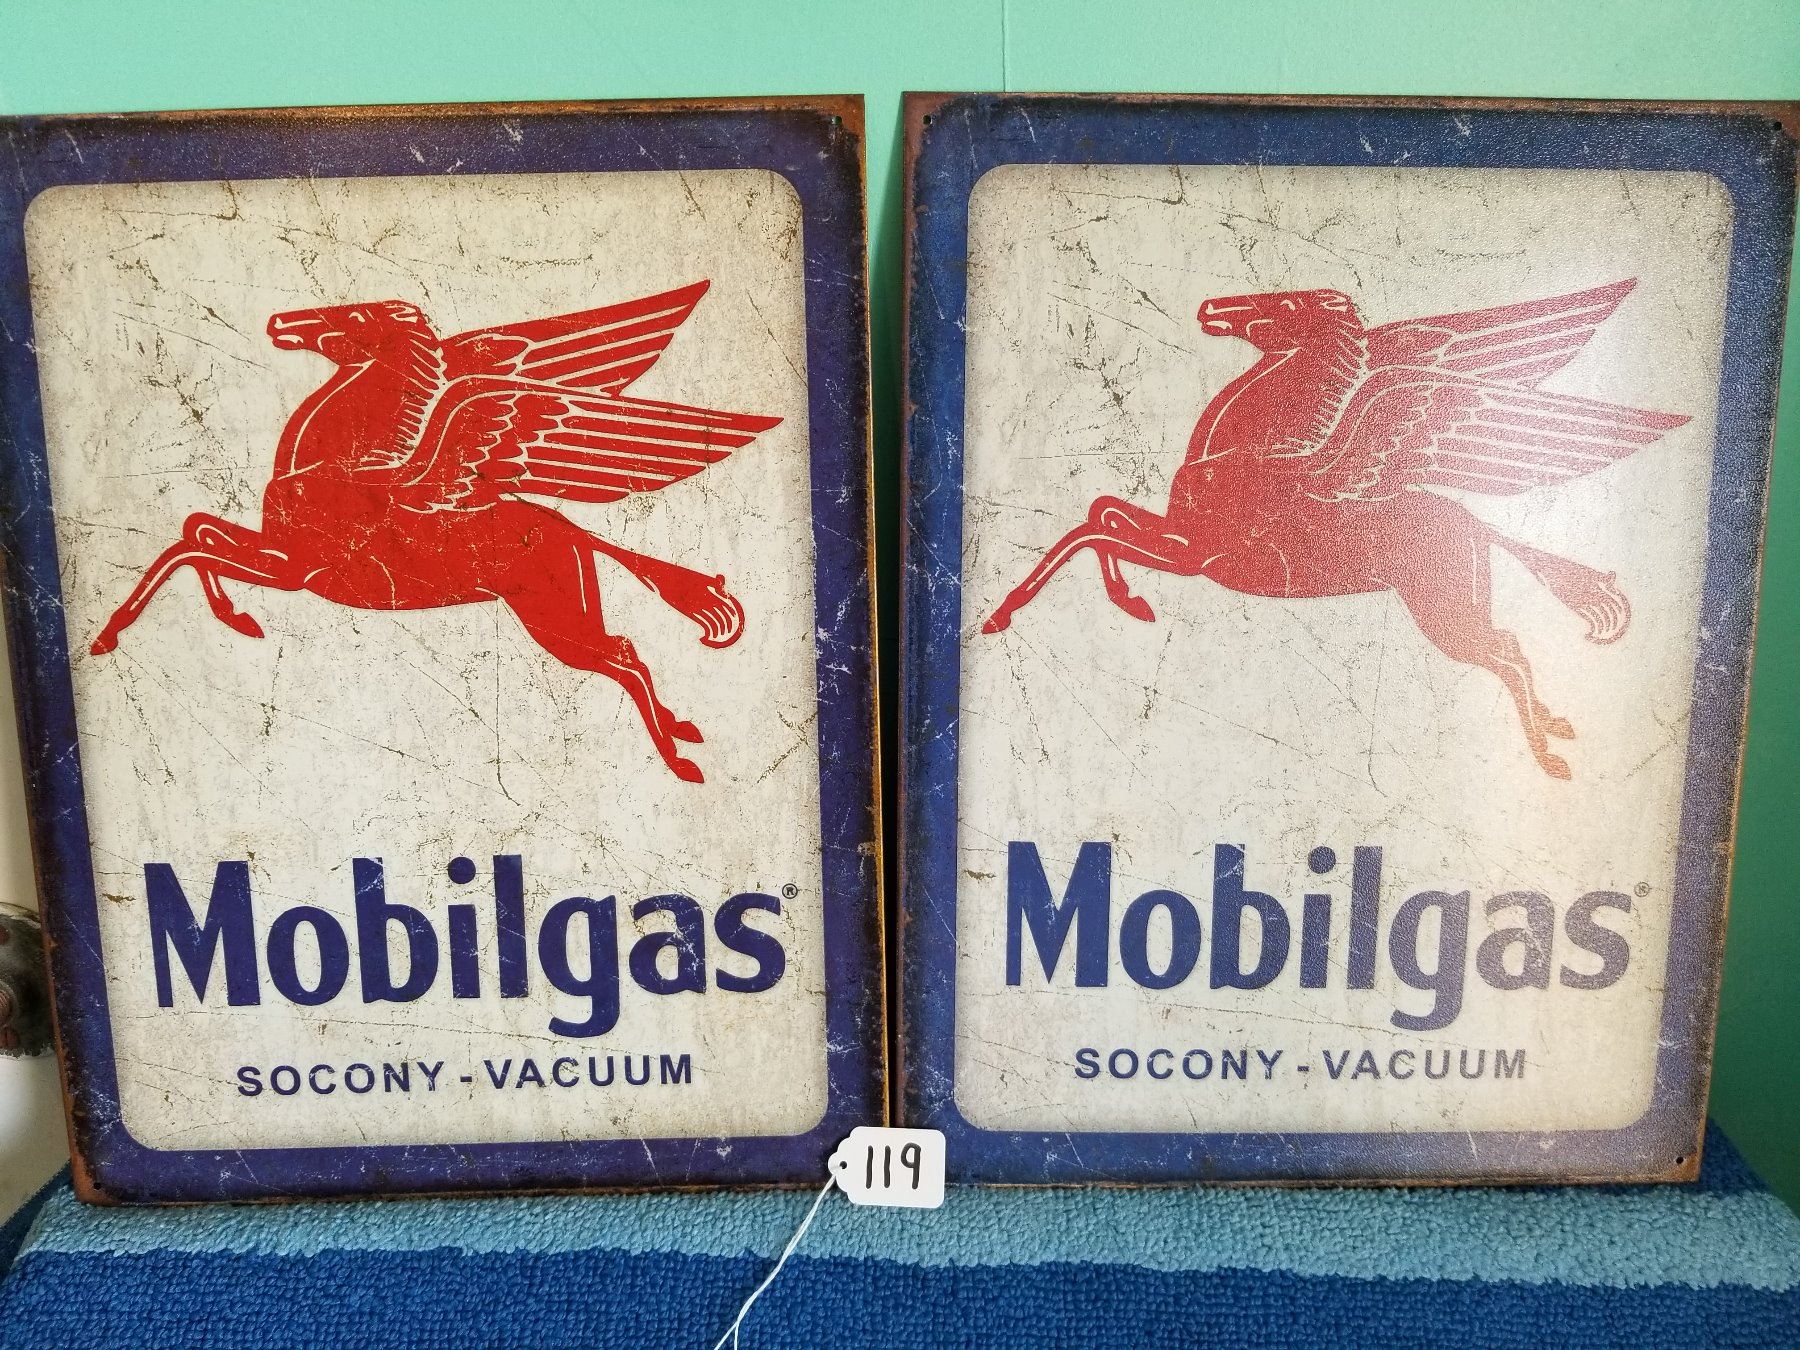 Mobilgas®
SOCONY - VACUUM
Mobilgas®
SOCONY - VACUUM
119